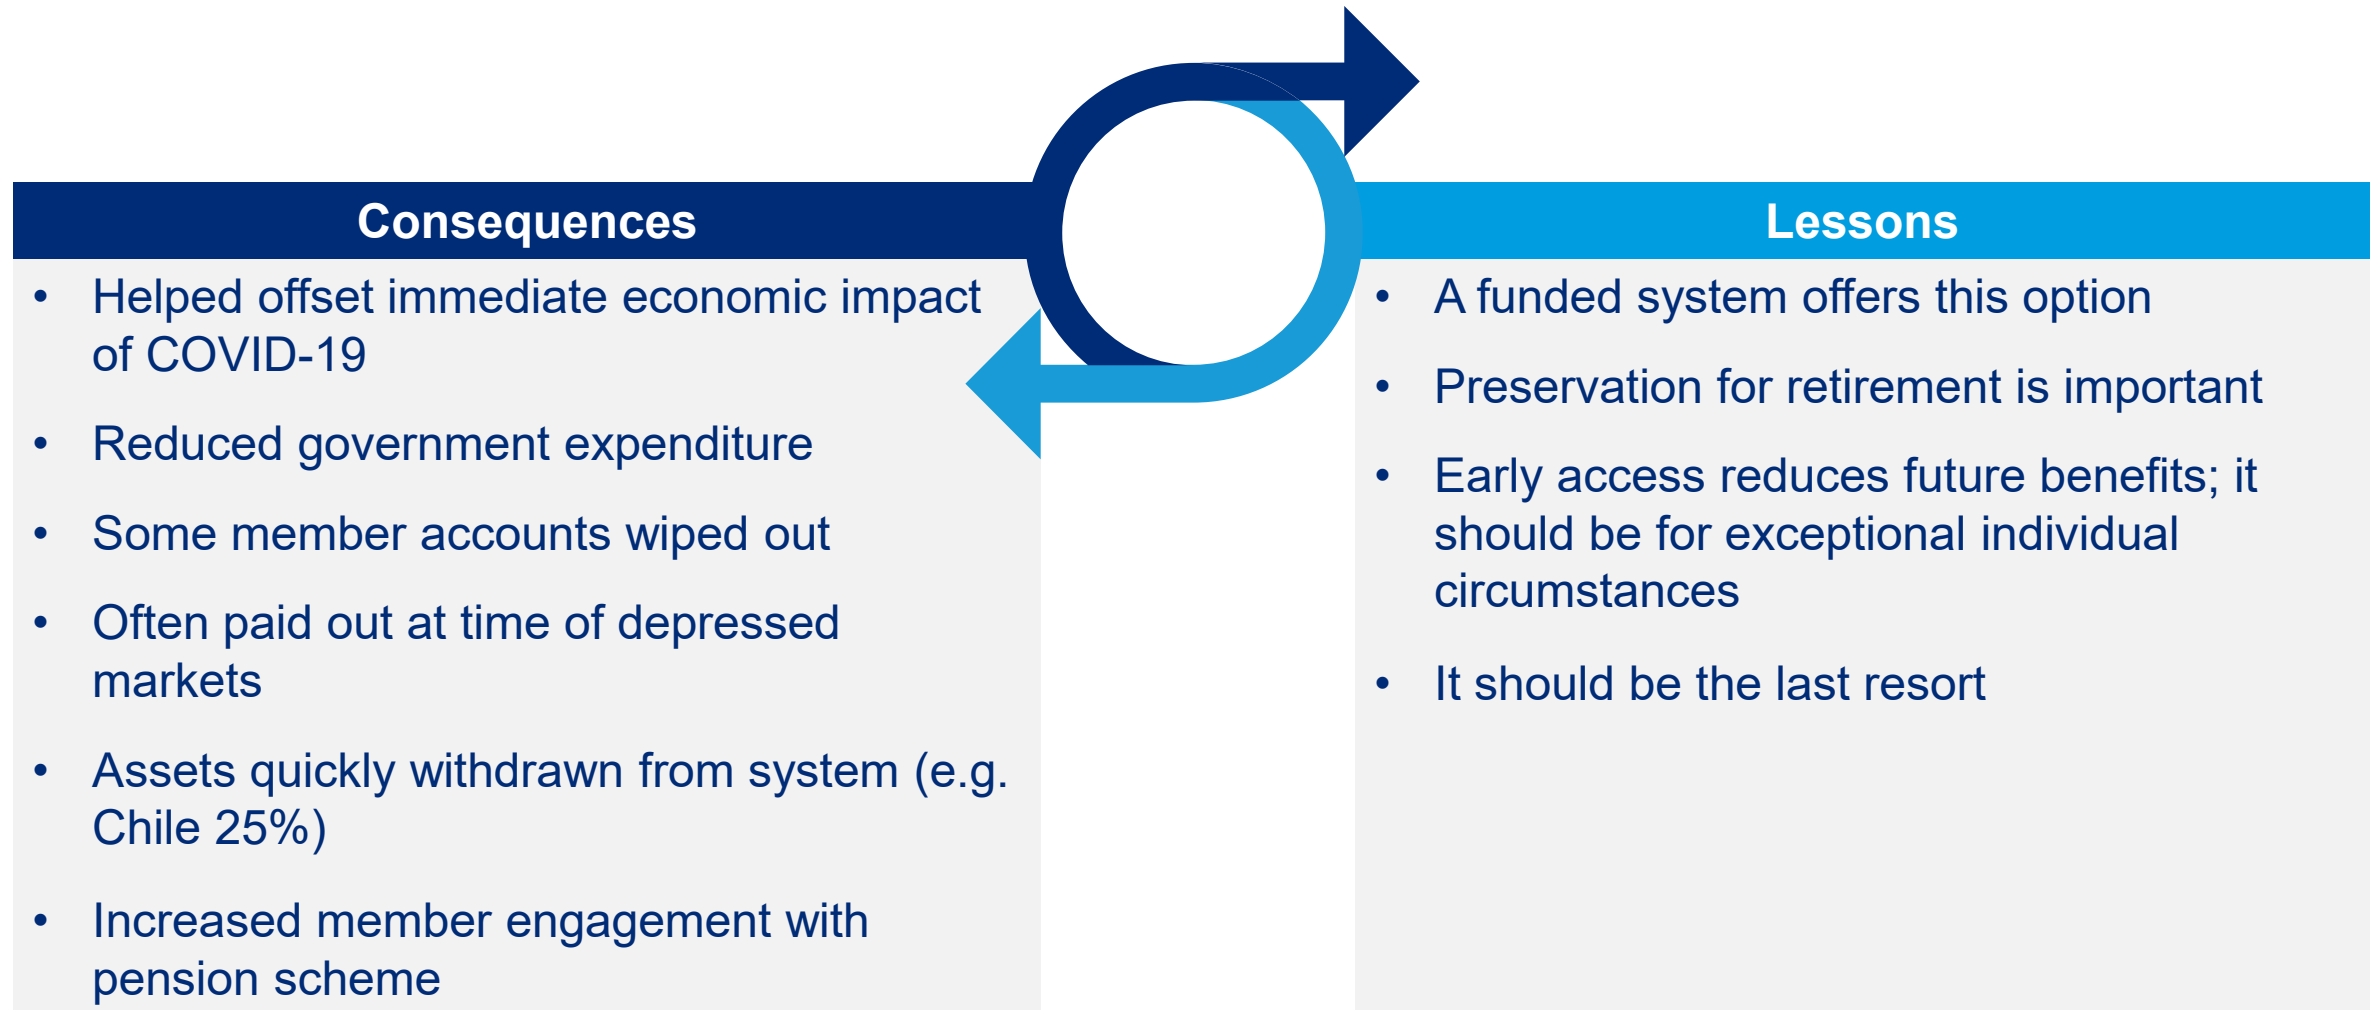 Consequences
• Helped offset immediate economic impact
of COVID-19
• Reduced government expenditure
• Some member accounts wiped out
• Often paid out at time of depressed
markets
• Assets quickly withdrawn from system (e.g.
Chile 25%)
• Increased member engagement with
pension scheme
Lessons
• A funded system offers this option
• Preservation for retirement is important
• Early access reduces future benefits; it
should be for exceptional individual
circumstances
• It should be the last resort